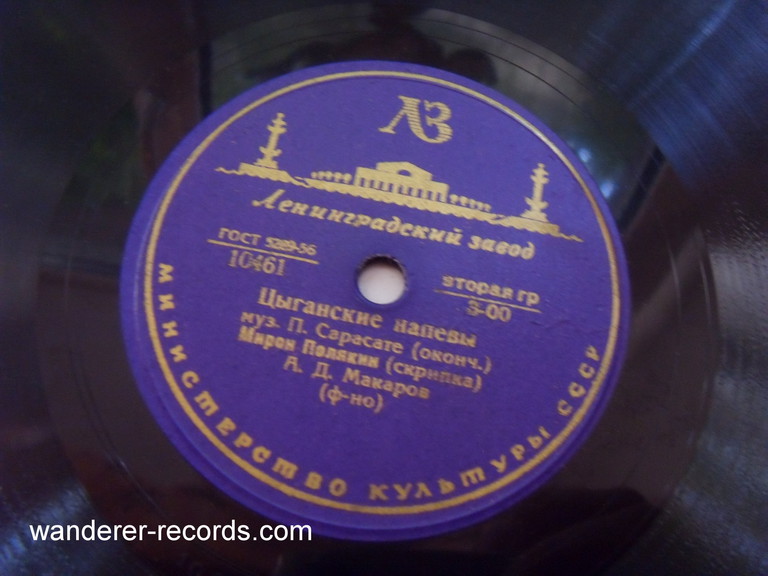 ЛЗ
Ленинградский завод
ГОСТ 5289-56
10461
вторая гр
5-00
Цыганские напевы
муз. П. Сарасате (оконч.)
Мирон Полякин (скрипка)
А. Д. Макаров
(ф-но)
МИНИСТЕРСТВО КУЛЬТУРЫ СССР
wanderer-records.com